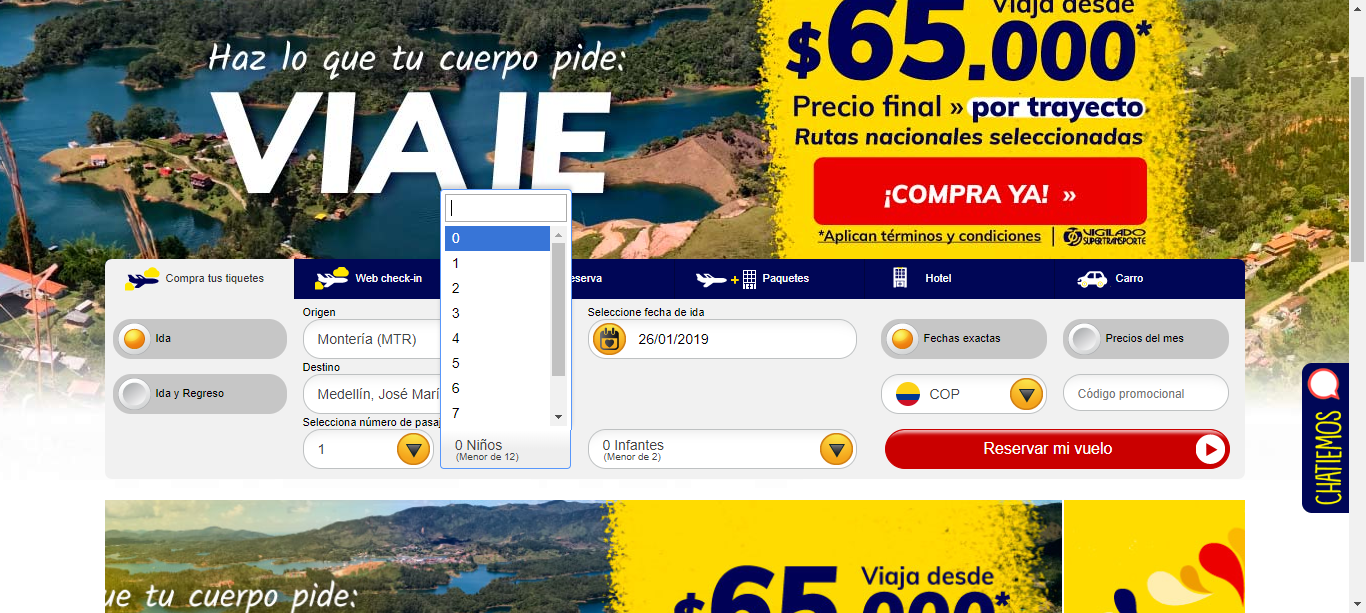 Viaja desde
Haz lo que tu cuerpo pide:
$65.000*
VIAJE
Precio final » por trayecto
Rutas nacionales seleccionadas
¡COMPRA YA! »
*Aplican términos y condiciones
VIGILADO
SUPERTRANSPORTE
0
1
2
3
4
5
6
7
Compra tus tiquetes
Web check-in
Paquetes
Hotel
Carro
Origen
Seleccione fecha de ida
Ida
Montería (MTR)
26/01/2019
Fechas exactas
Precios del mes
Destino
Ida y Regreso
Medellín, José Marí
COP
Código promocional
Selecciona número de pasaj
1
0 Niños
(Menor de 12)
0 Infantes
(Menor de 2)
Reservar mi vuelo
CHATIEMOS
ue tu cuerpo pide:
Viaja desde
$65.000*